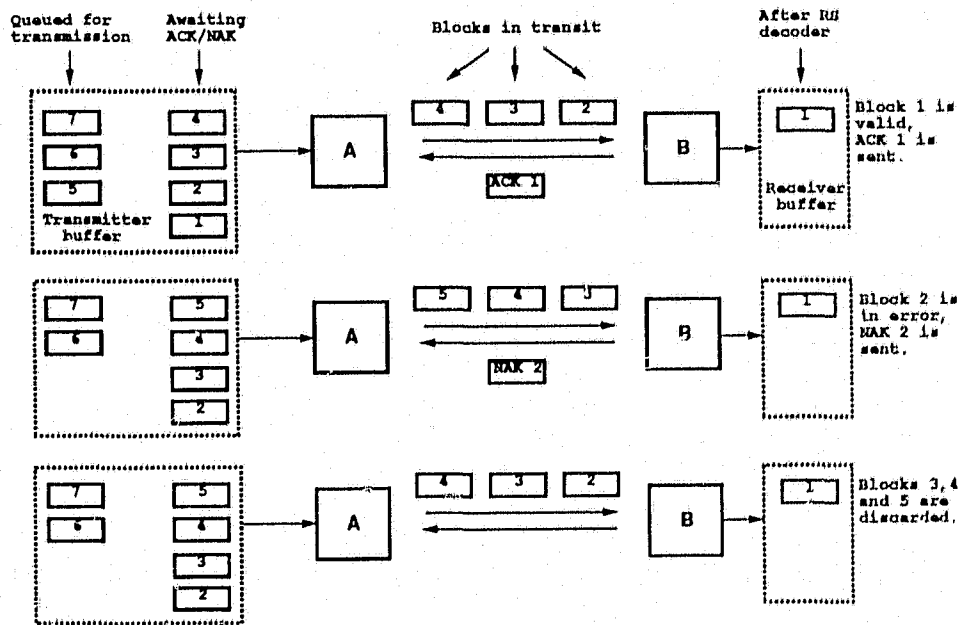 Queued for
transmission
Awaiting
ACK/NAK
Blocks in transit
After RS
decoder
7
6
5
Transmitter
buffer
4
3
2
1
A
4
3
2
ACK 1
B
1
Receiver
buffer
Block 1 is
valid,
ACK 1 is
sent.
7
6
5
4
3
2
A
5
4
3
NAK 2
B
1
Block 2 is
in error,
NAK 2 is
sent.
7
6
5
4
3
2
A
4
3
2
B
1
Blocks 3,4
and 5 are
discarded.